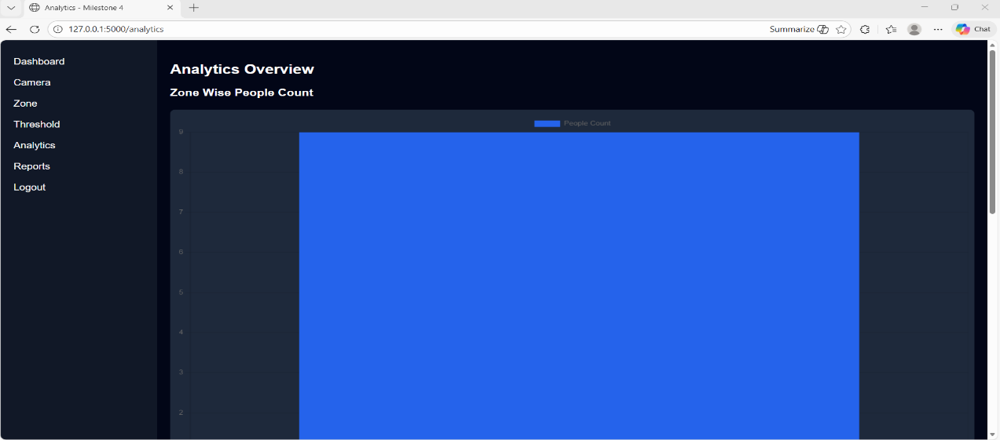 Analytics - Milestone 4
127.0.0.1:5000/analytics
Summarize
Chat
Dashboard
Camera
Zone
Threshold
Analytics
Reports
Logout
Analytics Overview
Zone Wise People Count
People Count
9
8
7
6
5
4
3
2